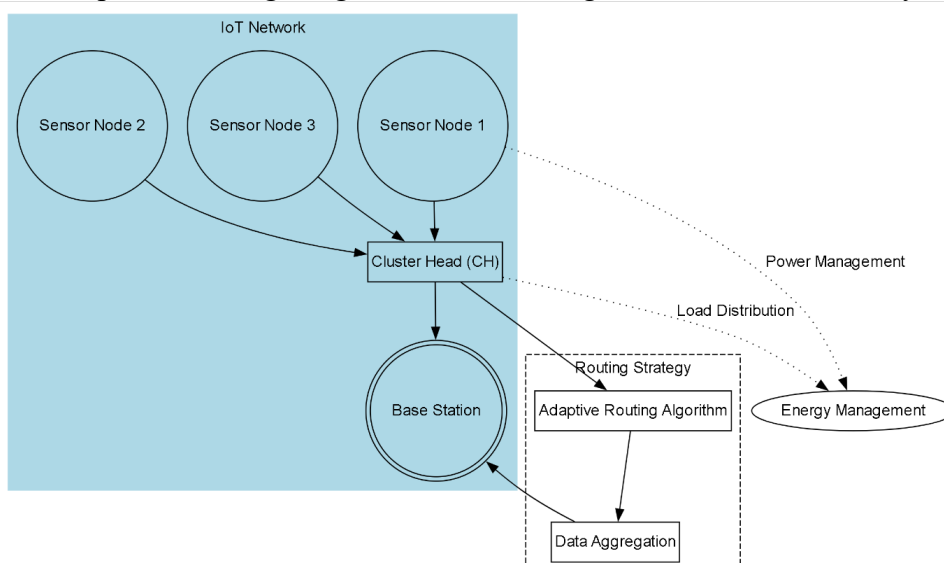 IoT Network
Sensor Node 2
Sensor Node 3
Sensor Node 1
Cluster Head (CH)
Power Management
Load Distribution
Routing Strategy
Base Station
Adaptive Routing Algorithm
Energy Management
Data Aggregation